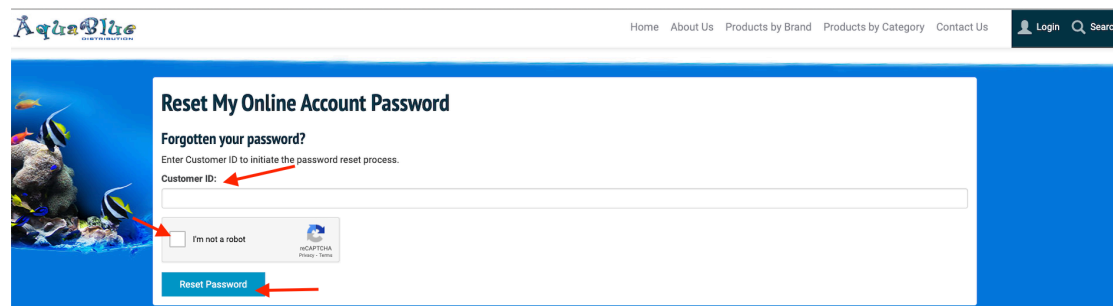 AquaBlue
DISTRIBUTION
Home About Us Products by Brand Products by Category Contact Us Login Searc
Reset My Online Account Password
Forgotten your password?
Enter Customer ID to initiate the password reset process.
Customer ID:
I'm not a robot
reCAPTCHA
Privacy - Terms
Reset Password